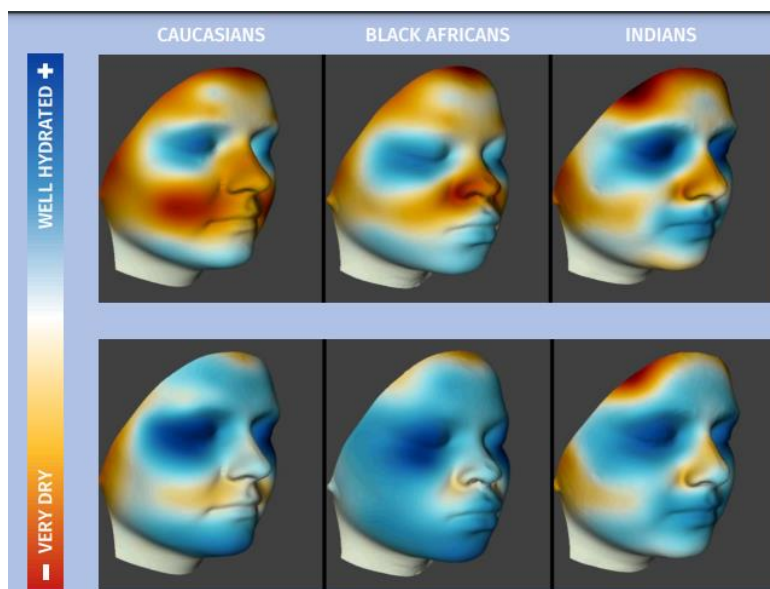 CAUCASIANS
BLACK AFRICANS
INDIANS
WELL HYDRATED +
- VERY DRY